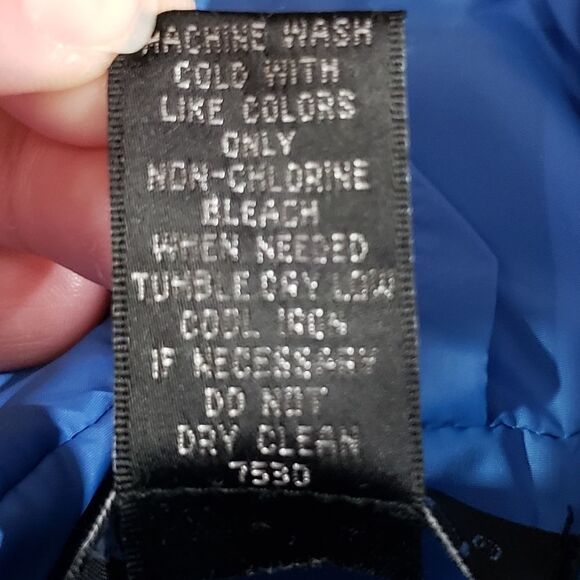 MACHINE WASH
COLD WITH
LIKE COLORS
ONLY
NON-CHLORINE
BLEACH
WHEN NEEDED
TUMBLE DRY LOW
COOL IRON
IF NECESSARY
DO NOT
DRY CLEAN
7530